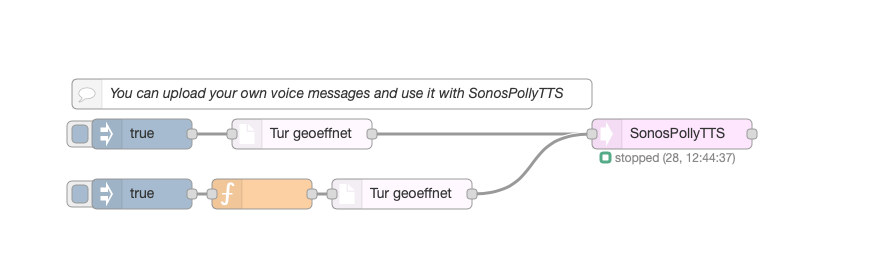 You can upload your own voice messages and use it with SonosPollyTTS
true
Tur geoeffnet
SonosPollyTTS
stopped (28, 12:44:37)
true
Tur geoeffnet